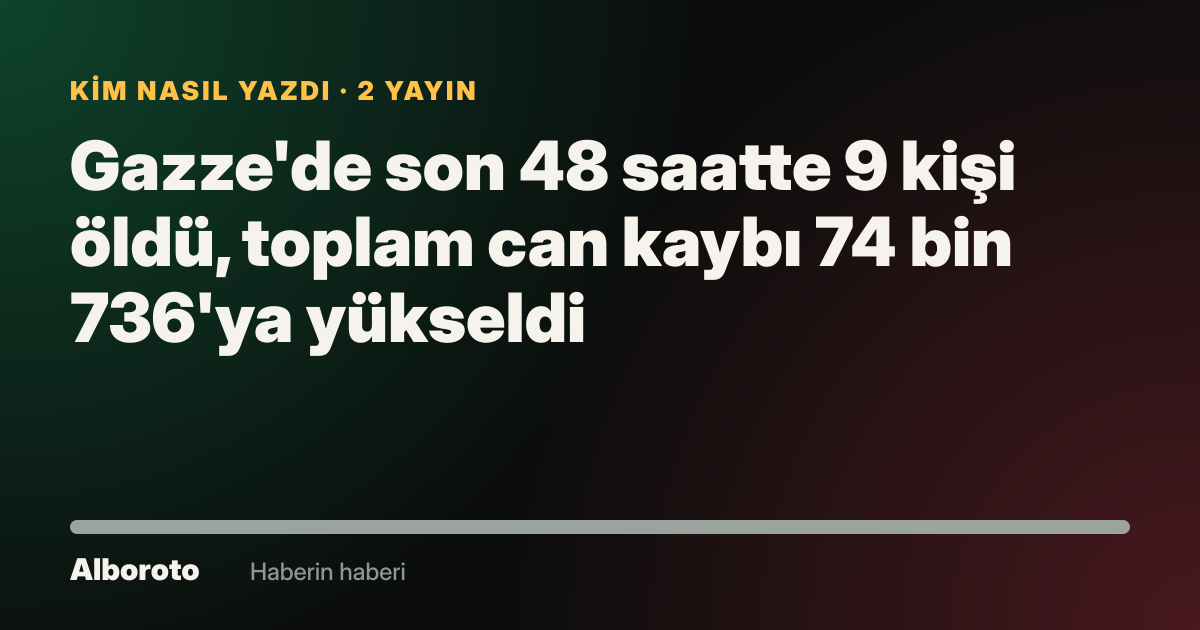 KİM NASIL YAZDI · 2 YAYIN
Gazze'de son 48 saatte 9 kişi
öldü, toplam can kaybı 74 bin
736'ya yükseldi
Alboroto
Haberin haberi